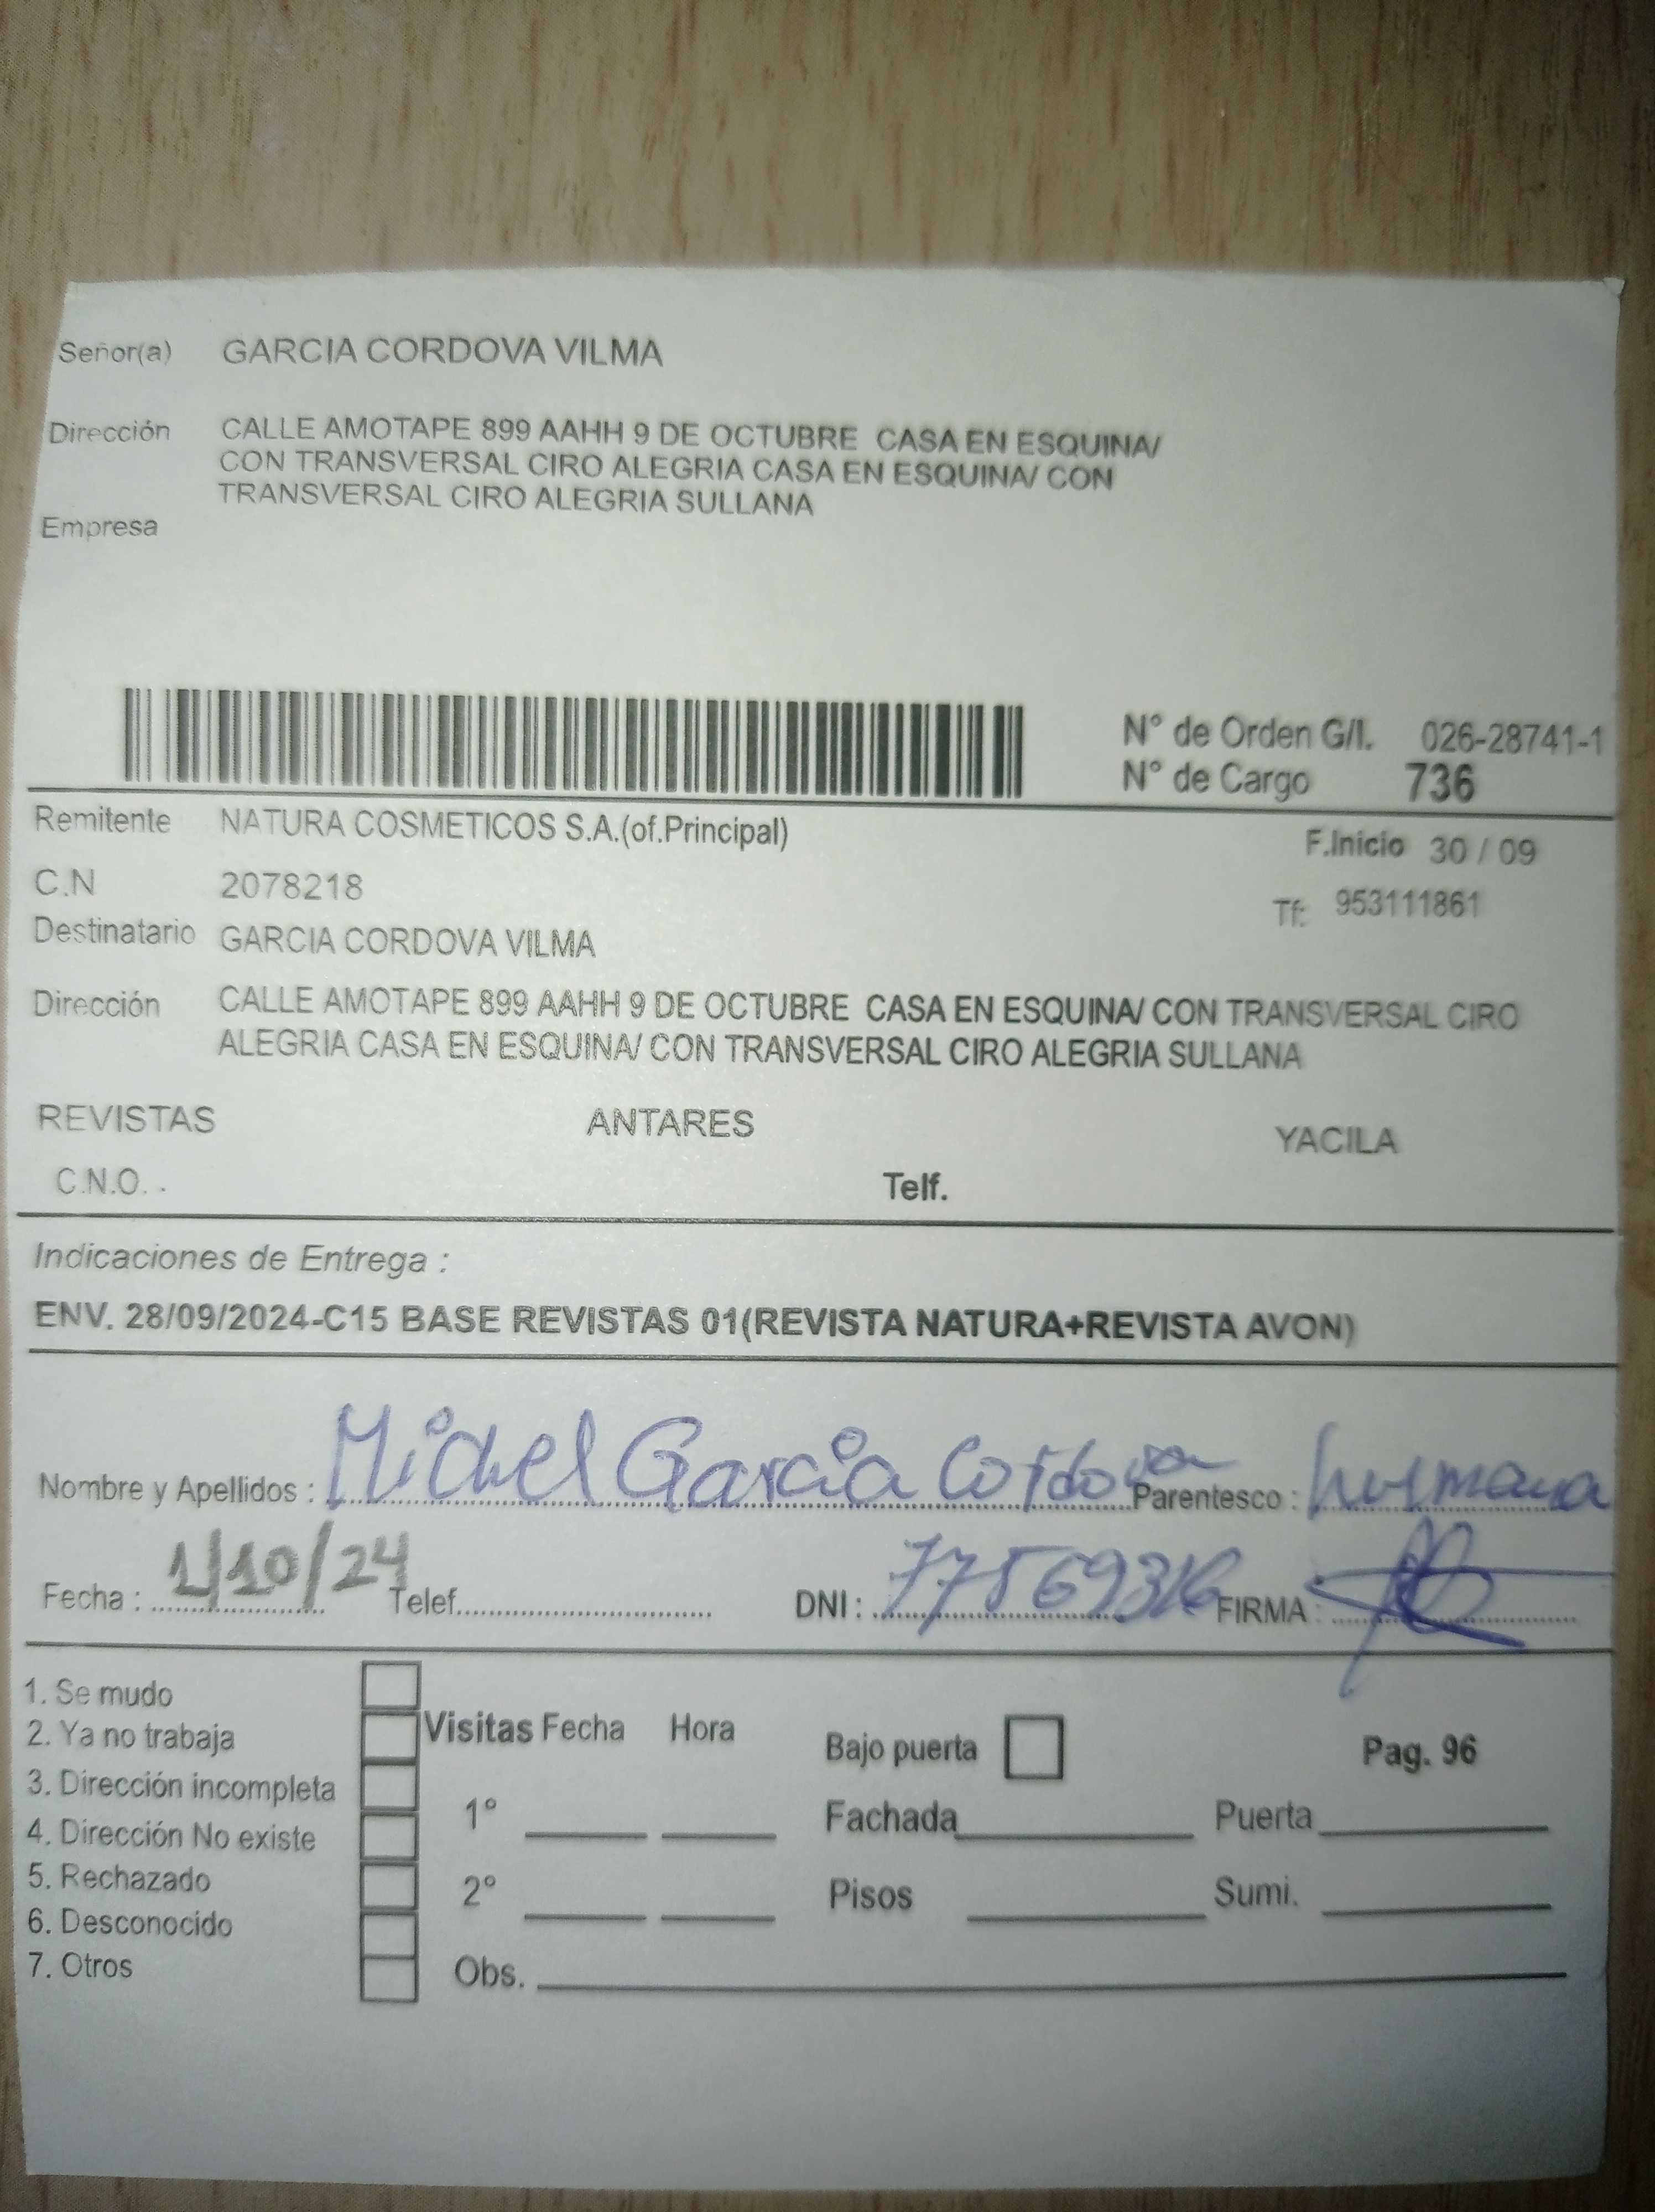 Señor(a) GARCIA CORDOVA VILMA
Dirección CALLE AMOTAPE 899 AAHH 9 DE OCTUBRE CASA EN ESQUINA/
CON TRANSVERSAL CIRO ALEGRIA CASA EN ESQUINA/ CON
TRANSVERSAL CIRO ALEGRIA SULLANA
Empresa
N° de Orden G/I. 026-28741-1
N° de Cargo 736
Remitente NATURA COSMETICOS S.A.(of.Principal) F.Inicio 30 / 09
C.N 2078218 Tf: 953111861
Destinatario GARCIA CORDOVA VILMA
Dirección CALLE AMOTAPE 899 AAHH 9 DE OCTUBRE CASA EN ESQUINA/ CON TRANSVERSAL CIRO
ALEGRIA CASA EN ESQUINA/ CON TRANSVERSAL CIRO ALEGRIA SULLANA
REVISTAS ANTARES YACILA
C.N.O. . Telf.
Indicaciones de Entrega :
ENV. 28/09/2024-C15 BASE REVISTAS 01(REVISTA NATURA+REVISTA AVON)
Nombre y Apellidos : Michel Garcia Cordova Parentesco : hermana
Fecha : 1/10/24 Telef. DNI : FIRMA :
1. Se mudo
2. Ya no trabaja
3. Dirección incompleta
4. Dirección No existe
5. Rechazado
6. Desconocido
7. Otros
Visitas Fecha Hora Bajo puerta Pag. 96
1° Fachada Puerta
2° Pisos Sumi.
Obs.